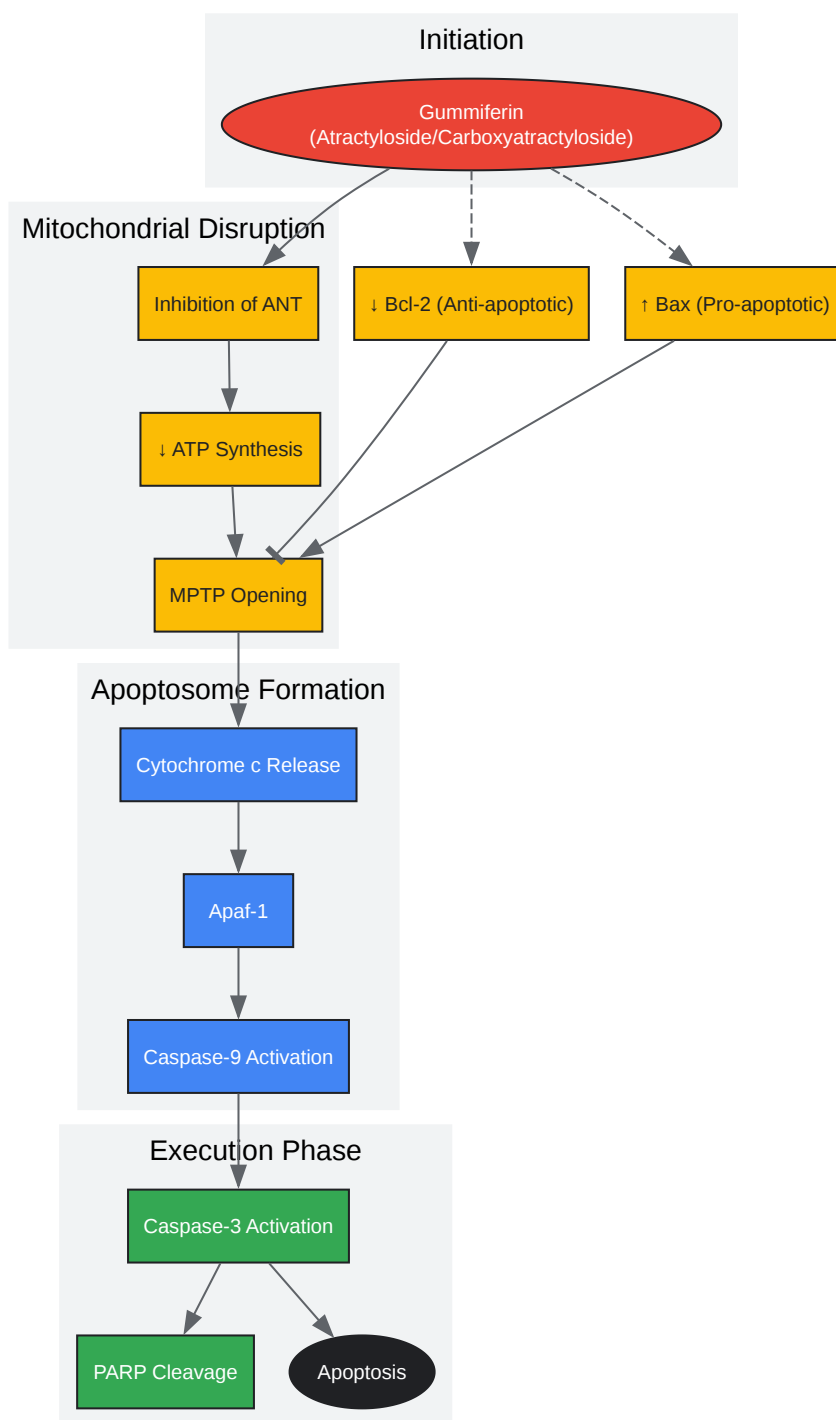 Initiation
Gummiferin
(Atractyloside/Carboxyatractyloside)
Mitochondrial Disruption
Inhibition of ANT
↓ Bcl-2 (Anti-apoptotic)
↑ Bax (Pro-apoptotic)
↓ ATP Synthesis
MPTP Opening
Apoptosome Formation
Cytochrome c Release
Apaf-1
Caspase-9 Activation
Execution Phase
Caspase-3 Activation
PARP Cleavage
Apoptosis